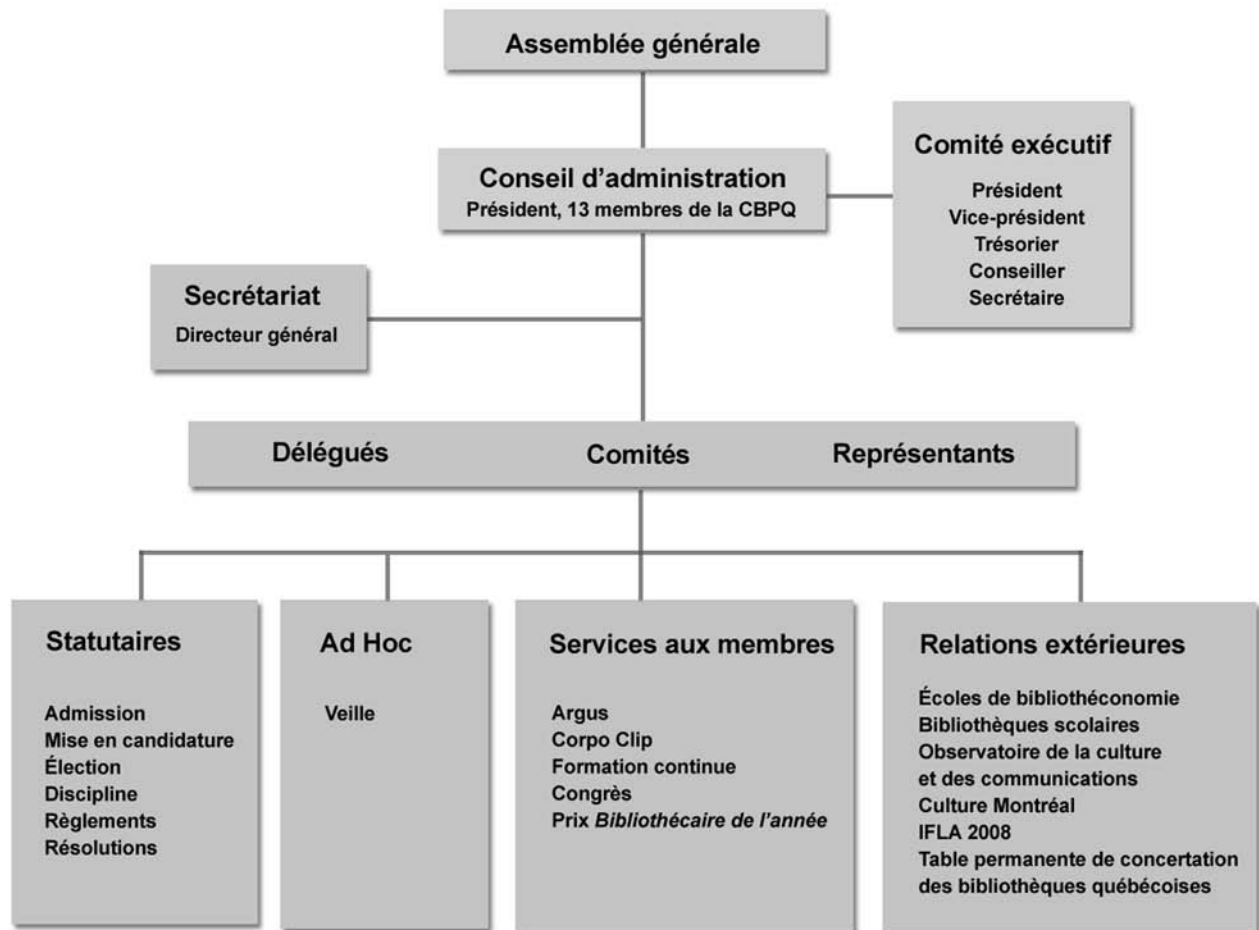 Assemblée générale
Conseil d'administration
Président, 13 membres de la CBPQ
Comité exécutif
Président
Vice-président
Trésorier
Conseiller
Secrétaire
Secrétariat
Directeur général
Délégués Comités Représentants
Statutaires
Admission
Mise en candidature
Élection
Discipline
Règlements
Résolutions
Ad Hoc
Veille
Services aux membres
Argus
Corpo Clip
Formation continue
Congrès
Prix Bibliothécaire de l'année
Relations extérieures
Écoles de bibliothéconomie
Bibliothèques scolaires
Observatoire de la culture
et des communications
Culture Montréal
IFLA 2008
Table permanente de concertation
des bibliothèques québécoises